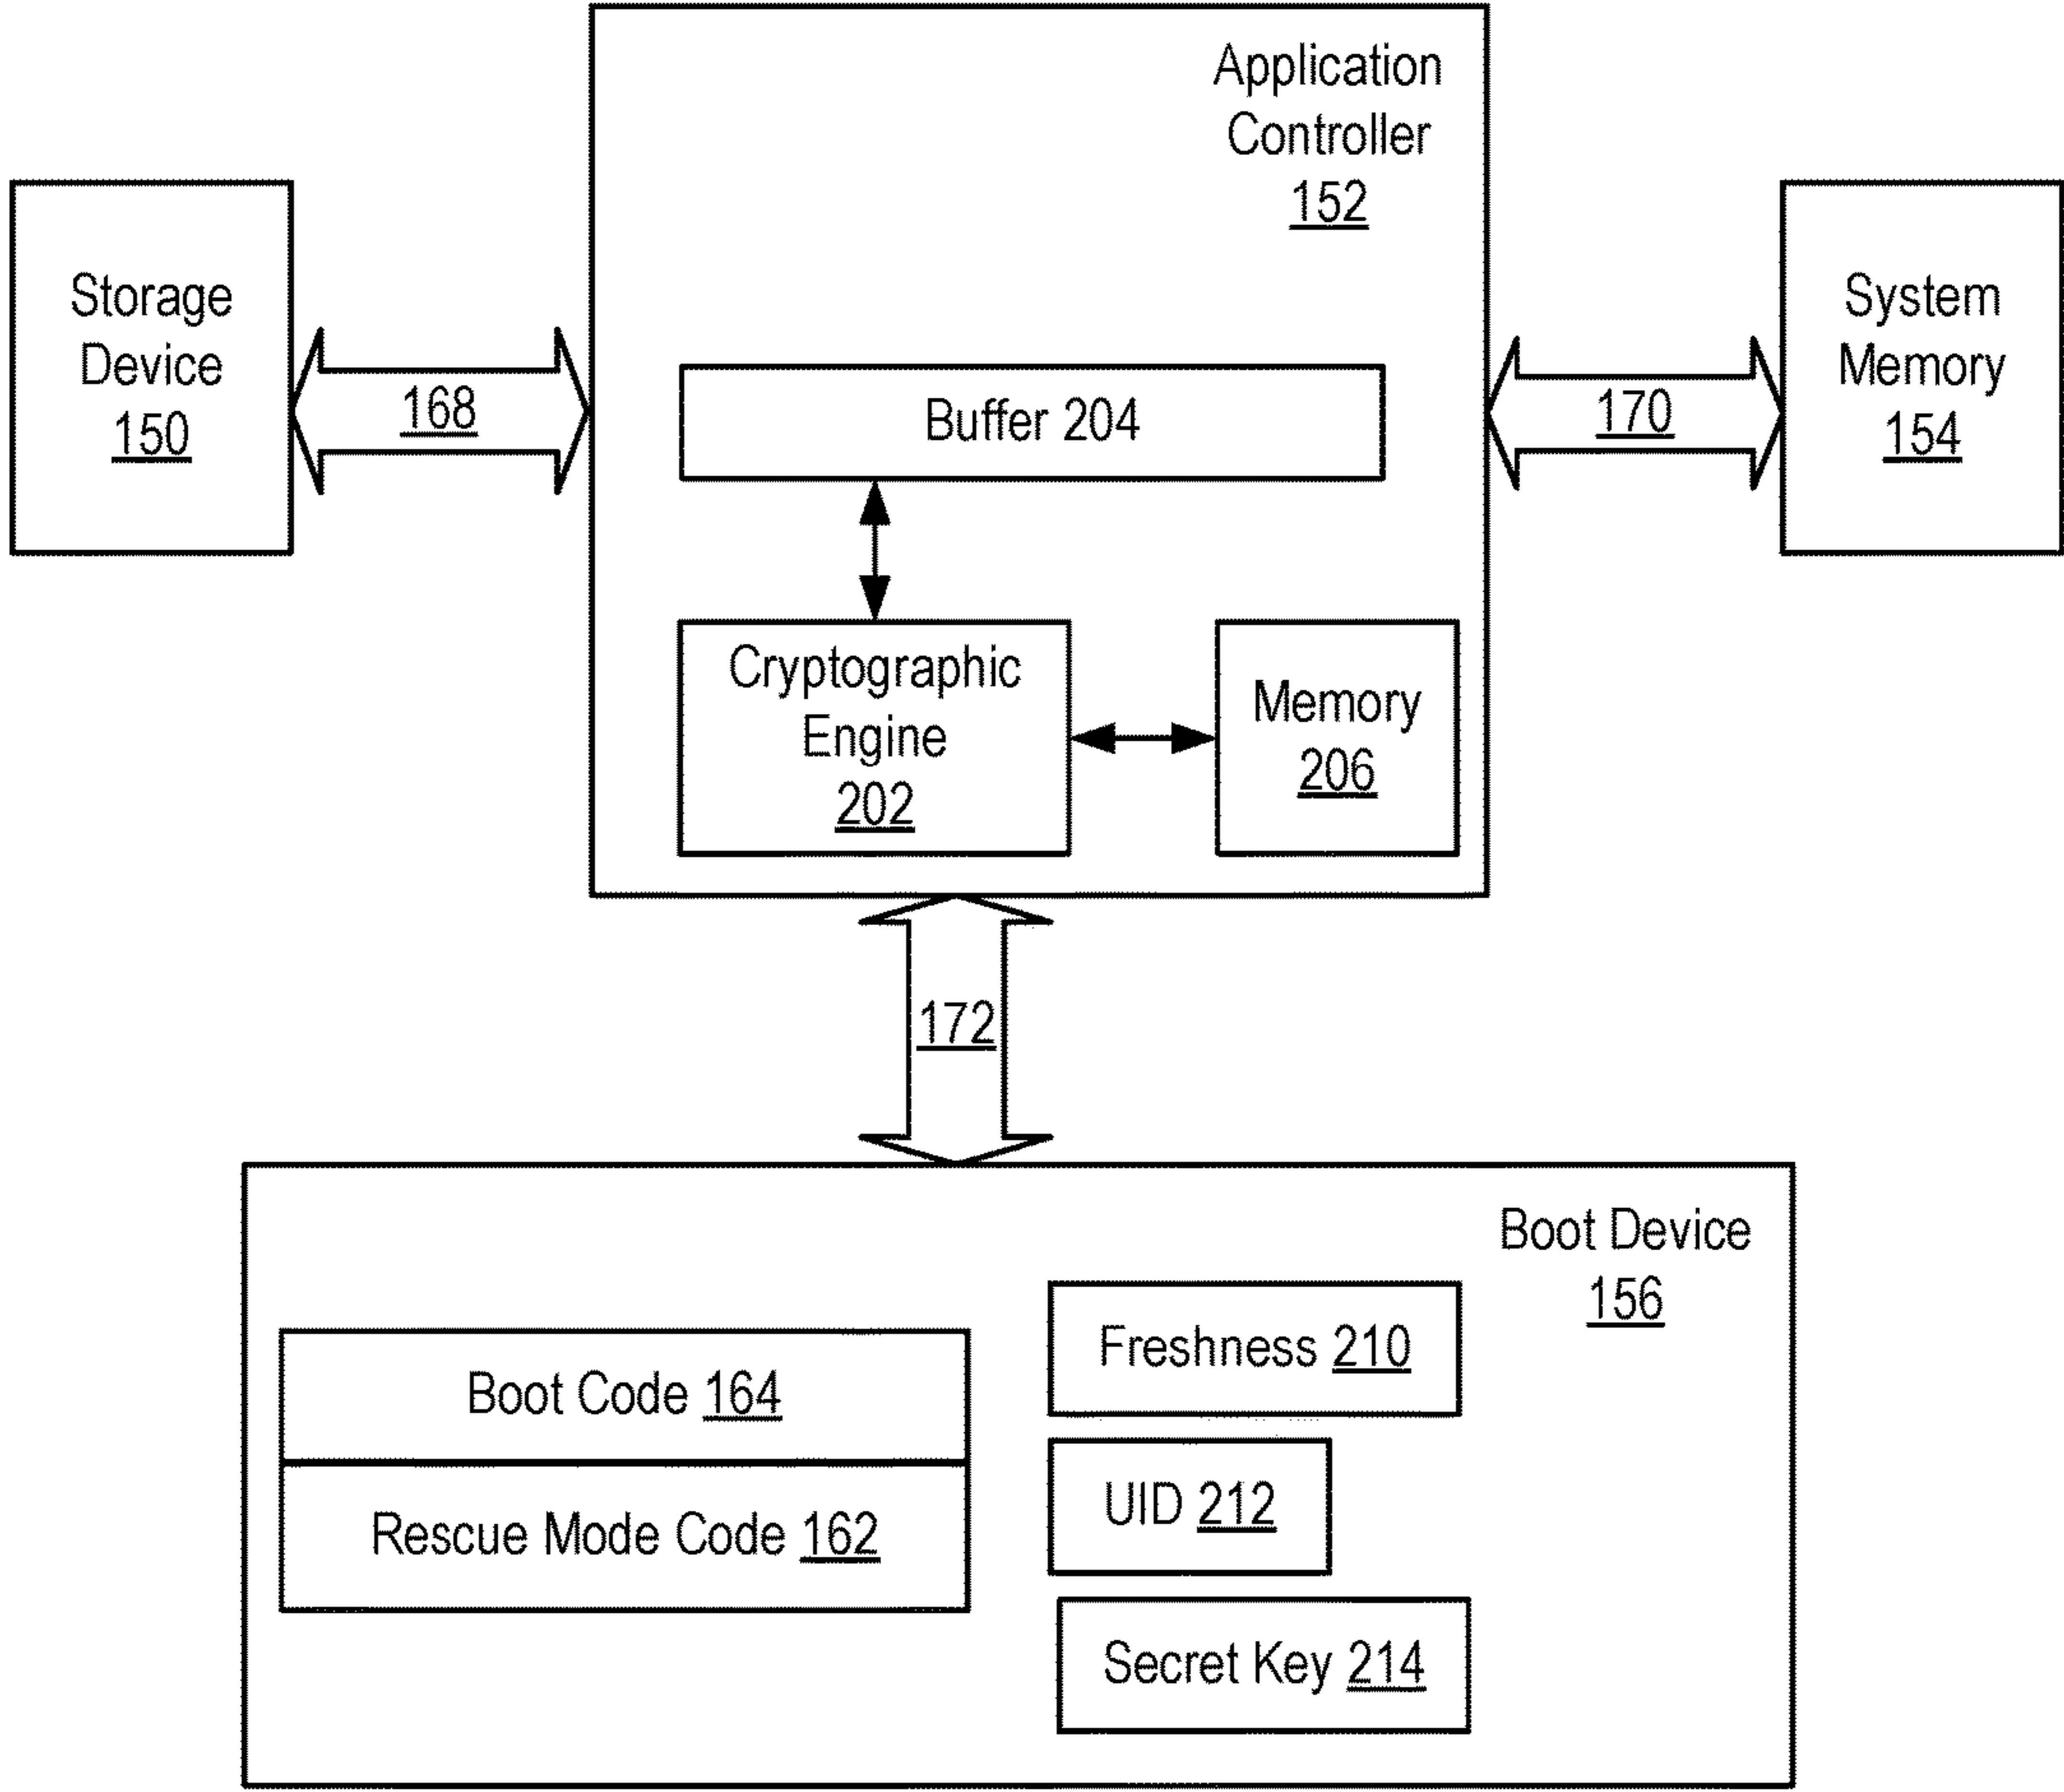 Application
Controller
152
Storage
Device
150
168
Buffer 204
170
System
Memory
154
Cryptographic
Engine
202
Memory
206
172
Boot Device
156
Boot Code 164
Rescue Mode Code 162
Freshness 210
UID 212
Secret Key 214